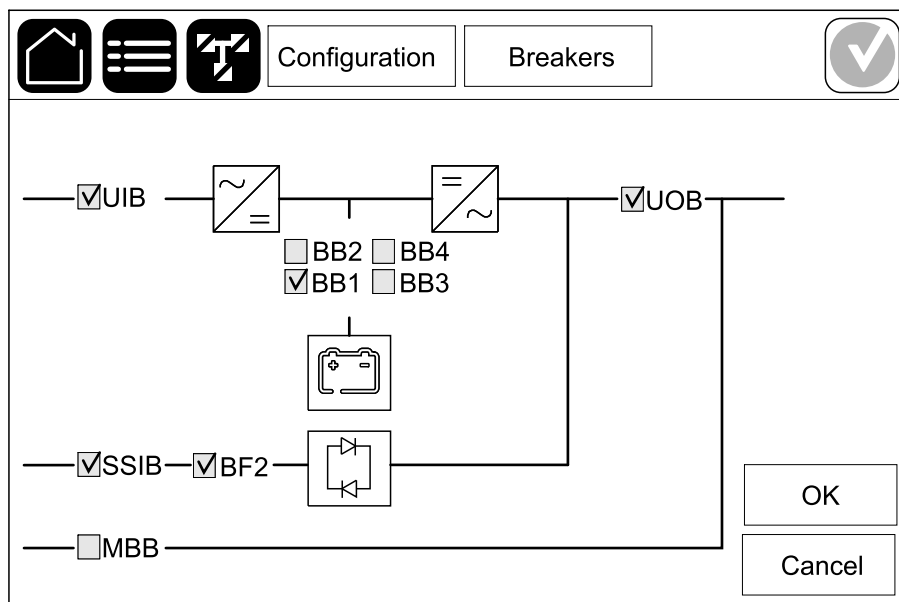 Configuration
Breakers
UIB
UOB
BB2
BB4
BB1
BB3
SSIB
BF2
MBB
OK
Cancel